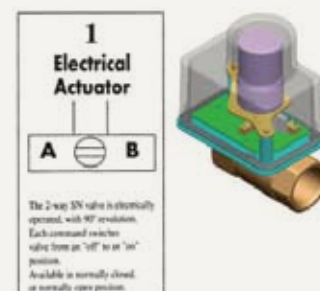 1
Electrical
Actuator
A B
The 2-way SN valve is electrically
operated, with 90° revolution.
Each command switches
valve from an "off" to an "on"
position.
Available in normally closed
or normally open position.